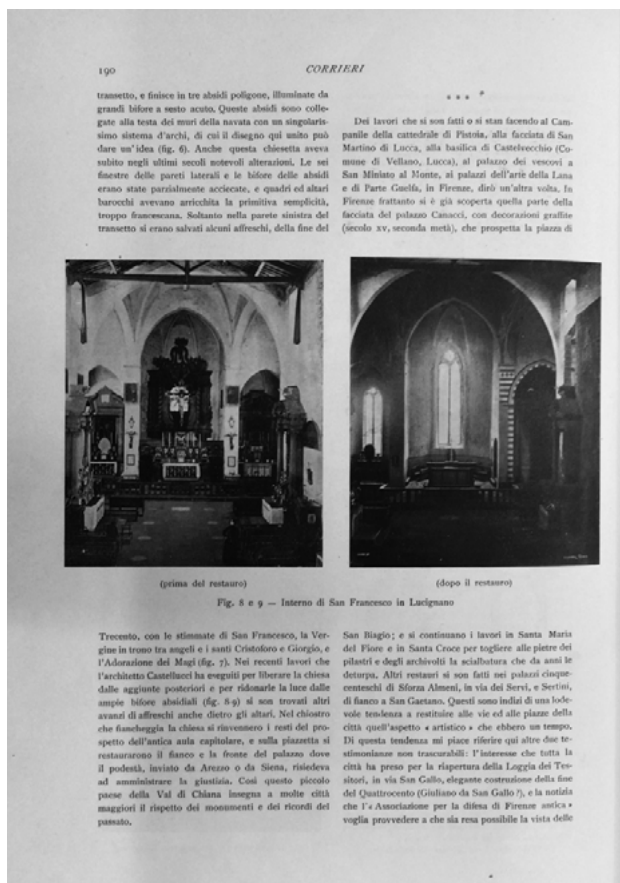 190
CORRIERI
transetto, e finisce in tre absidi poligone, illuminate da
grandi bifore a sesto acuto. Queste absidi sono colle-
gate alla testa dei muri della navata con un singolaris-
simo sistema d'archi, di cui il disegno qui unito può
dare un'idea (fig. 6). Anche questa chiesetta aveva
subìto negli ultimi secoli notevoli alterazioni. Le sei
finestre delle pareti laterali e le bifore delle absidi
erano state parzialmente acciecate, e quadri ed altari
barocchi avevano arricchita la primitiva semplicità,
troppo francescana. Soltanto nella parete sinistra del
transetto si erano salvati alcuni affreschi, della fine del
* * *
Dei lavori che si son fatti o si stan facendo al Cam-
panile della cattedrale di Pistoia, alla facciata di San
Martino di Lucca, alla basilica di Castelvecchio (Co-
mune di Vellano, Lucca), al palazzo dei vescovi a
San Miniato al Monte, ai palazzi dell'arte della Lana
e di Parte Guelfa, in Firenze, dirò un'altra volta. In
Firenze frattanto si è già scoperta quella parte della
facciata del palazzo Canacci, con decorazioni graffite
(secolo XV, seconda metà), che prospetta la piazza di
(prima del restauro)
(dopo il restauro)
Fig. 8 e 9 — Interno di San Francesco in Lucignano
Trecento, con le stimmate di San Francesco, la Ver-
gine in trono tra angeli e i santi Cristoforo e Giorgio, e
l'Adorazione dei Magi (fig. 7). Nei recenti lavori che
l'architetto Castellucci ha eseguiti per liberare la chiesa
dalle aggiunte posteriori e per ridonarle la luce dalle
ampie bifore absidiali (fig. 8-9) si son trovati altri
avanzi di affreschi anche dietro gli altari. Nel chiostro
che fiancheggia la chiesa si rinvennero i resti del pro-
spetto dell'antica aula capitolare, e sulla piazzetta si
restaurarono il fianco e la fronte del palazzo dove
il podestà, inviato da Arezzo o da Siena, risiedeva
ad amministrare la giustizia. Così questo piccolo
paese della Val di Chiana insegna a molte città
maggiori il rispetto dei monumenti e dei ricordi del
passato.
San Biagio; e si continuano i lavori in Santa Maria
del Fiore e in Santa Croce per togliere alle pietre dei
pilastri e degli archivolti la scialbatura che da anni le
deturpa. Altri restauri si son fatti nei palazzi cinque-
centeschi di Sforza Almeni, in via dei Servi, e Sertini,
di fianco a San Gaetano. Questi sono indizi di una lode-
vole tendenza a restituire alle vie ed alle piazze della
città quell'aspetto « artistico » che ebbero un tempo.
Di questa tendenza mi piace riferire qui altre due te-
stimonianze non trascurabili: l'interesse che tutta la
città ha preso per la riapertura della Loggia dei Tes-
sitori, in via San Gallo, elegante costruzione della fine
del Quattrocento (Giuliano da San Gallo?), e la notizia
che l'« Associazione per la difesa di Firenze antica »
voglia provvedere a che sia resa possibile la vista delle